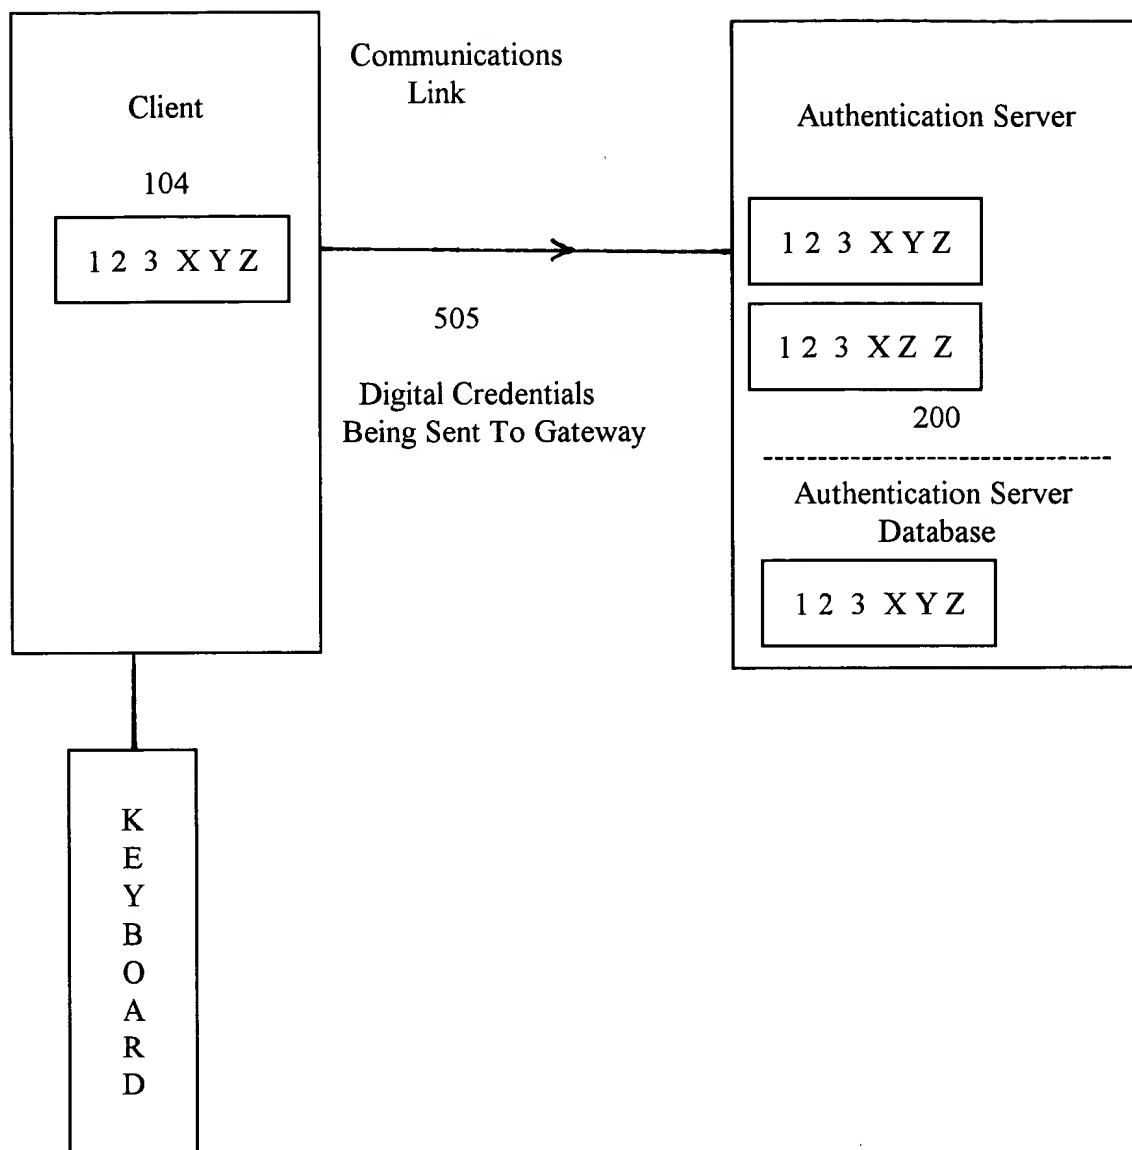 Client
104
1 2 3 X Y Z
Communications
Link
505
Digital Credentials
Being Sent To Gateway
Authentication Server
1 2 3 X Y Z
1 2 3 X Z Z
200
Authentication Server
Database
1 2 3 X Y Z
K
E
Y
B
O
A
R
D